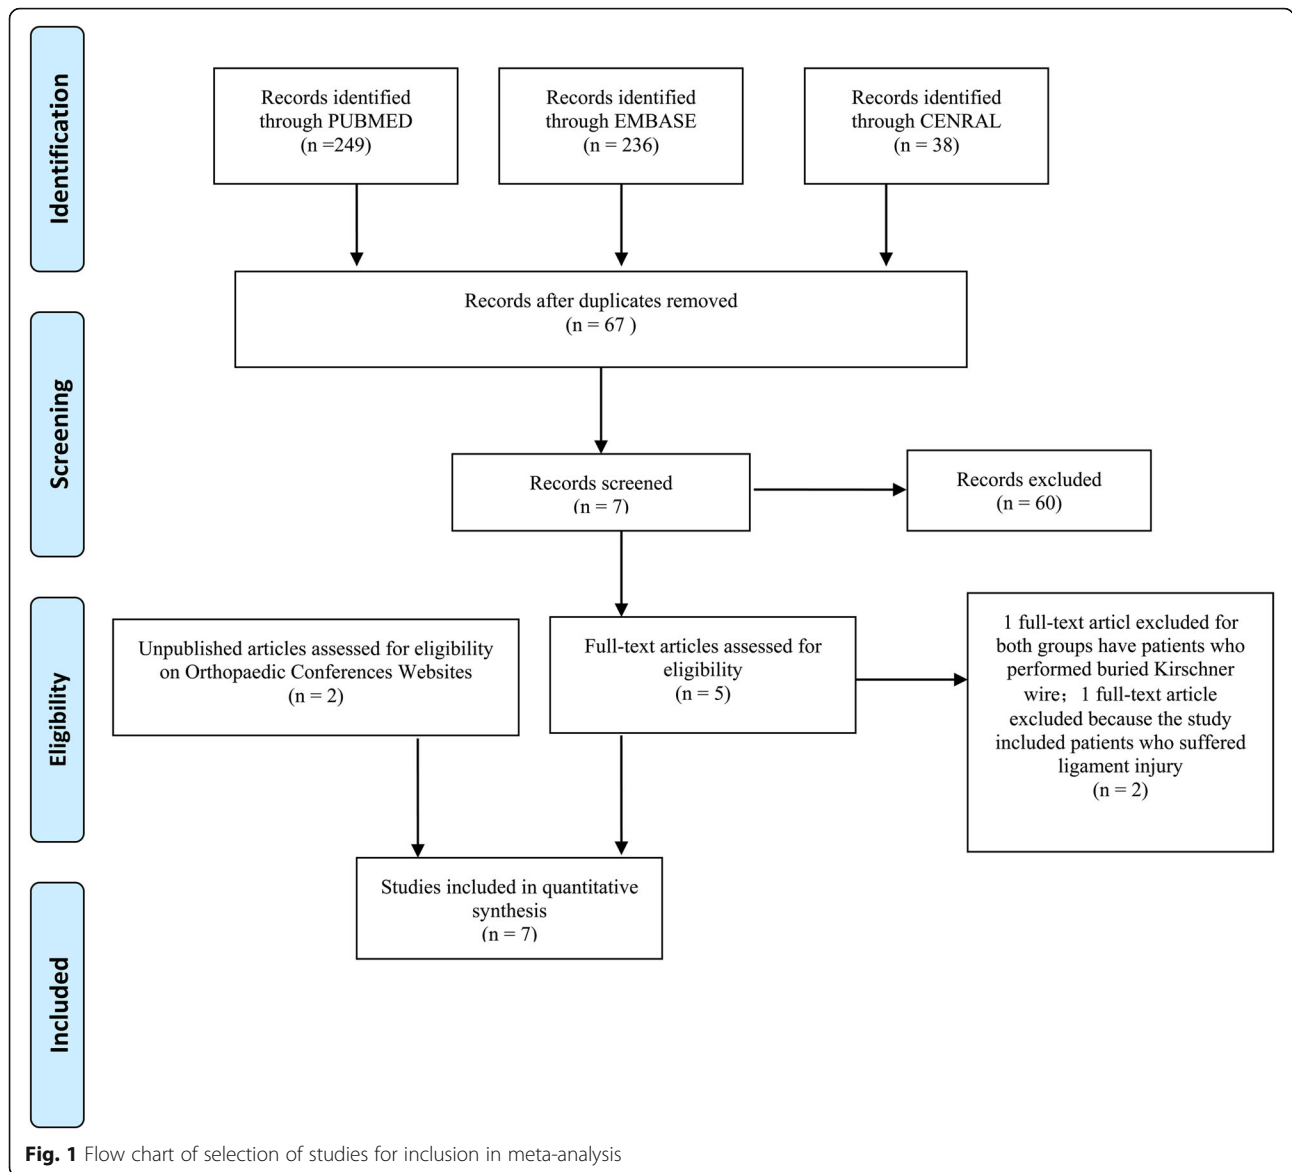 Identification
Records identified
through PUBMED
(n =249)
Records identified
through EMBASE
(n = 236)
Records identified
through CENRAL
(n = 38)
Records after duplicates removed
(n = 67 )
Screening
Records screened
(n = 7)
Records excluded
(n = 60)
Eligibility
Unpublished articles assessed for eligibility
on Orthopaedic Conferences Websites
(n = 2)
Full-text articles assessed for
eligibility
(n = 5)
1 full-text articl excluded for
both groups have patients who
performed buried Kirschner
wire；1 full-text article
excluded because the study
included patients who suffered
ligament injury
(n = 2)
Included
Studies included in quantitative
synthesis
(n = 7)
Fig. 1 Flow chart of selection of studies for inclusion in meta-analysis